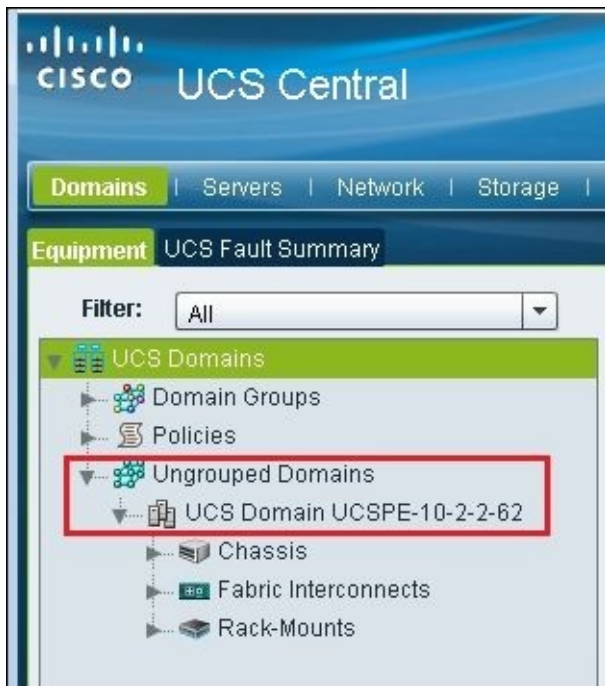 CISCO UCS Central
Domains | Servers | Network | Storage |
Equipment UCS Fault Summary
Filter: All
UCS Domains
Domain Groups
Policies
Ungrouped Domains
UCS Domain UCSPE-10-2-2-62
Chassis
Fabric Interconnects
Rack-Mounts